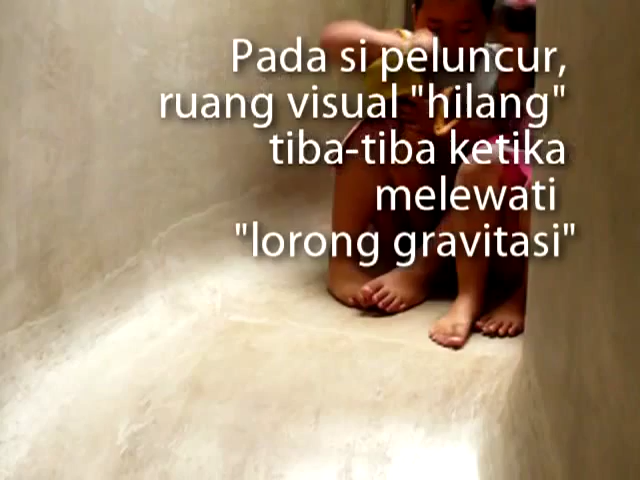 Pada si peluncur,
ruang visual "hilang"
tiba-tiba ketika
melewati
"lorong gravitasi"